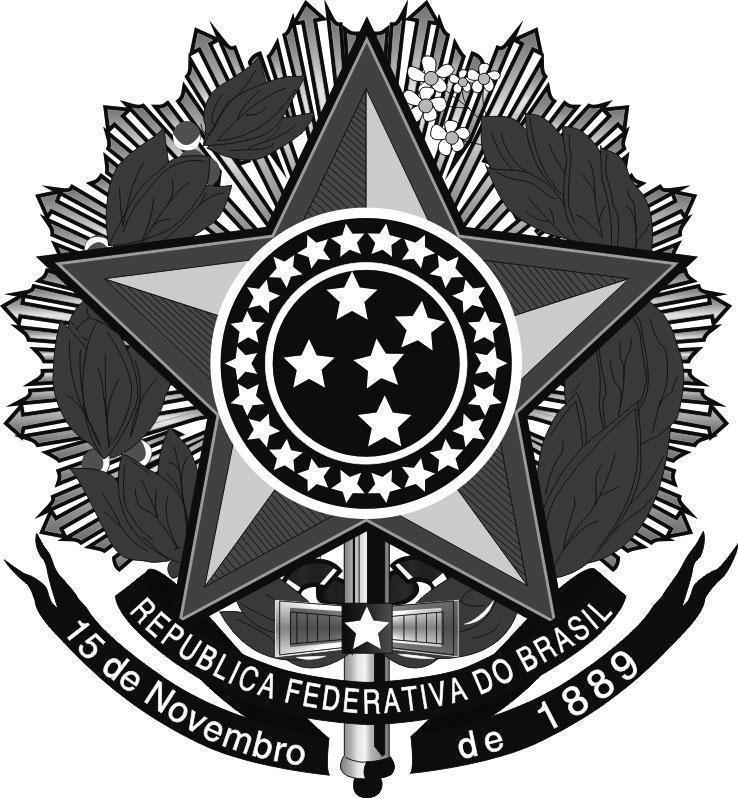 REPUBLICA FEDERATIVA DO BRASIL
15 de Novembro de 1889